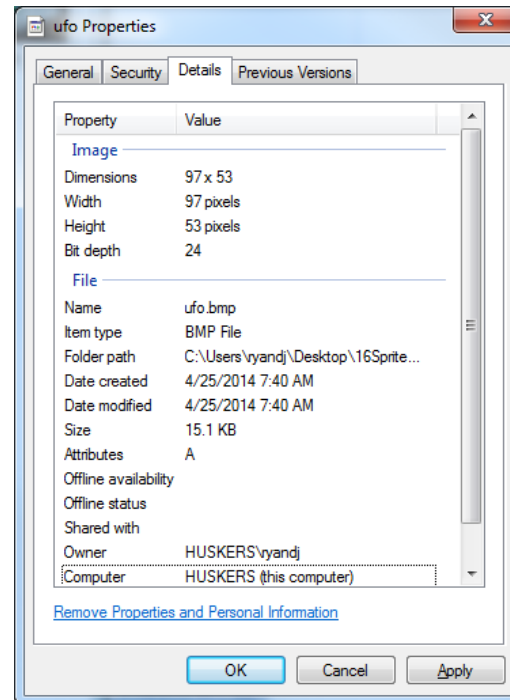 ufo Properties
General Security Details Previous Versions
Property Value
Image
Dimensions 97 x 53
Width 97 pixels
Height 53 pixels
Bit depth 24
File
Name ufo.bmp
Item type BMP File
Folder path C:\Users\ryandj\Desktop\16Sprite...
Date created 4/25/2014 7:40 AM
Date modified 4/25/2014 7:40 AM
Size 15.1 KB
Attributes A
Offline availability
Offline status
Shared with
Owner HUSKERS\ryandj
Computer HUSKERS (this computer)
Remove Properties and Personal Information
OK Cancel Apply